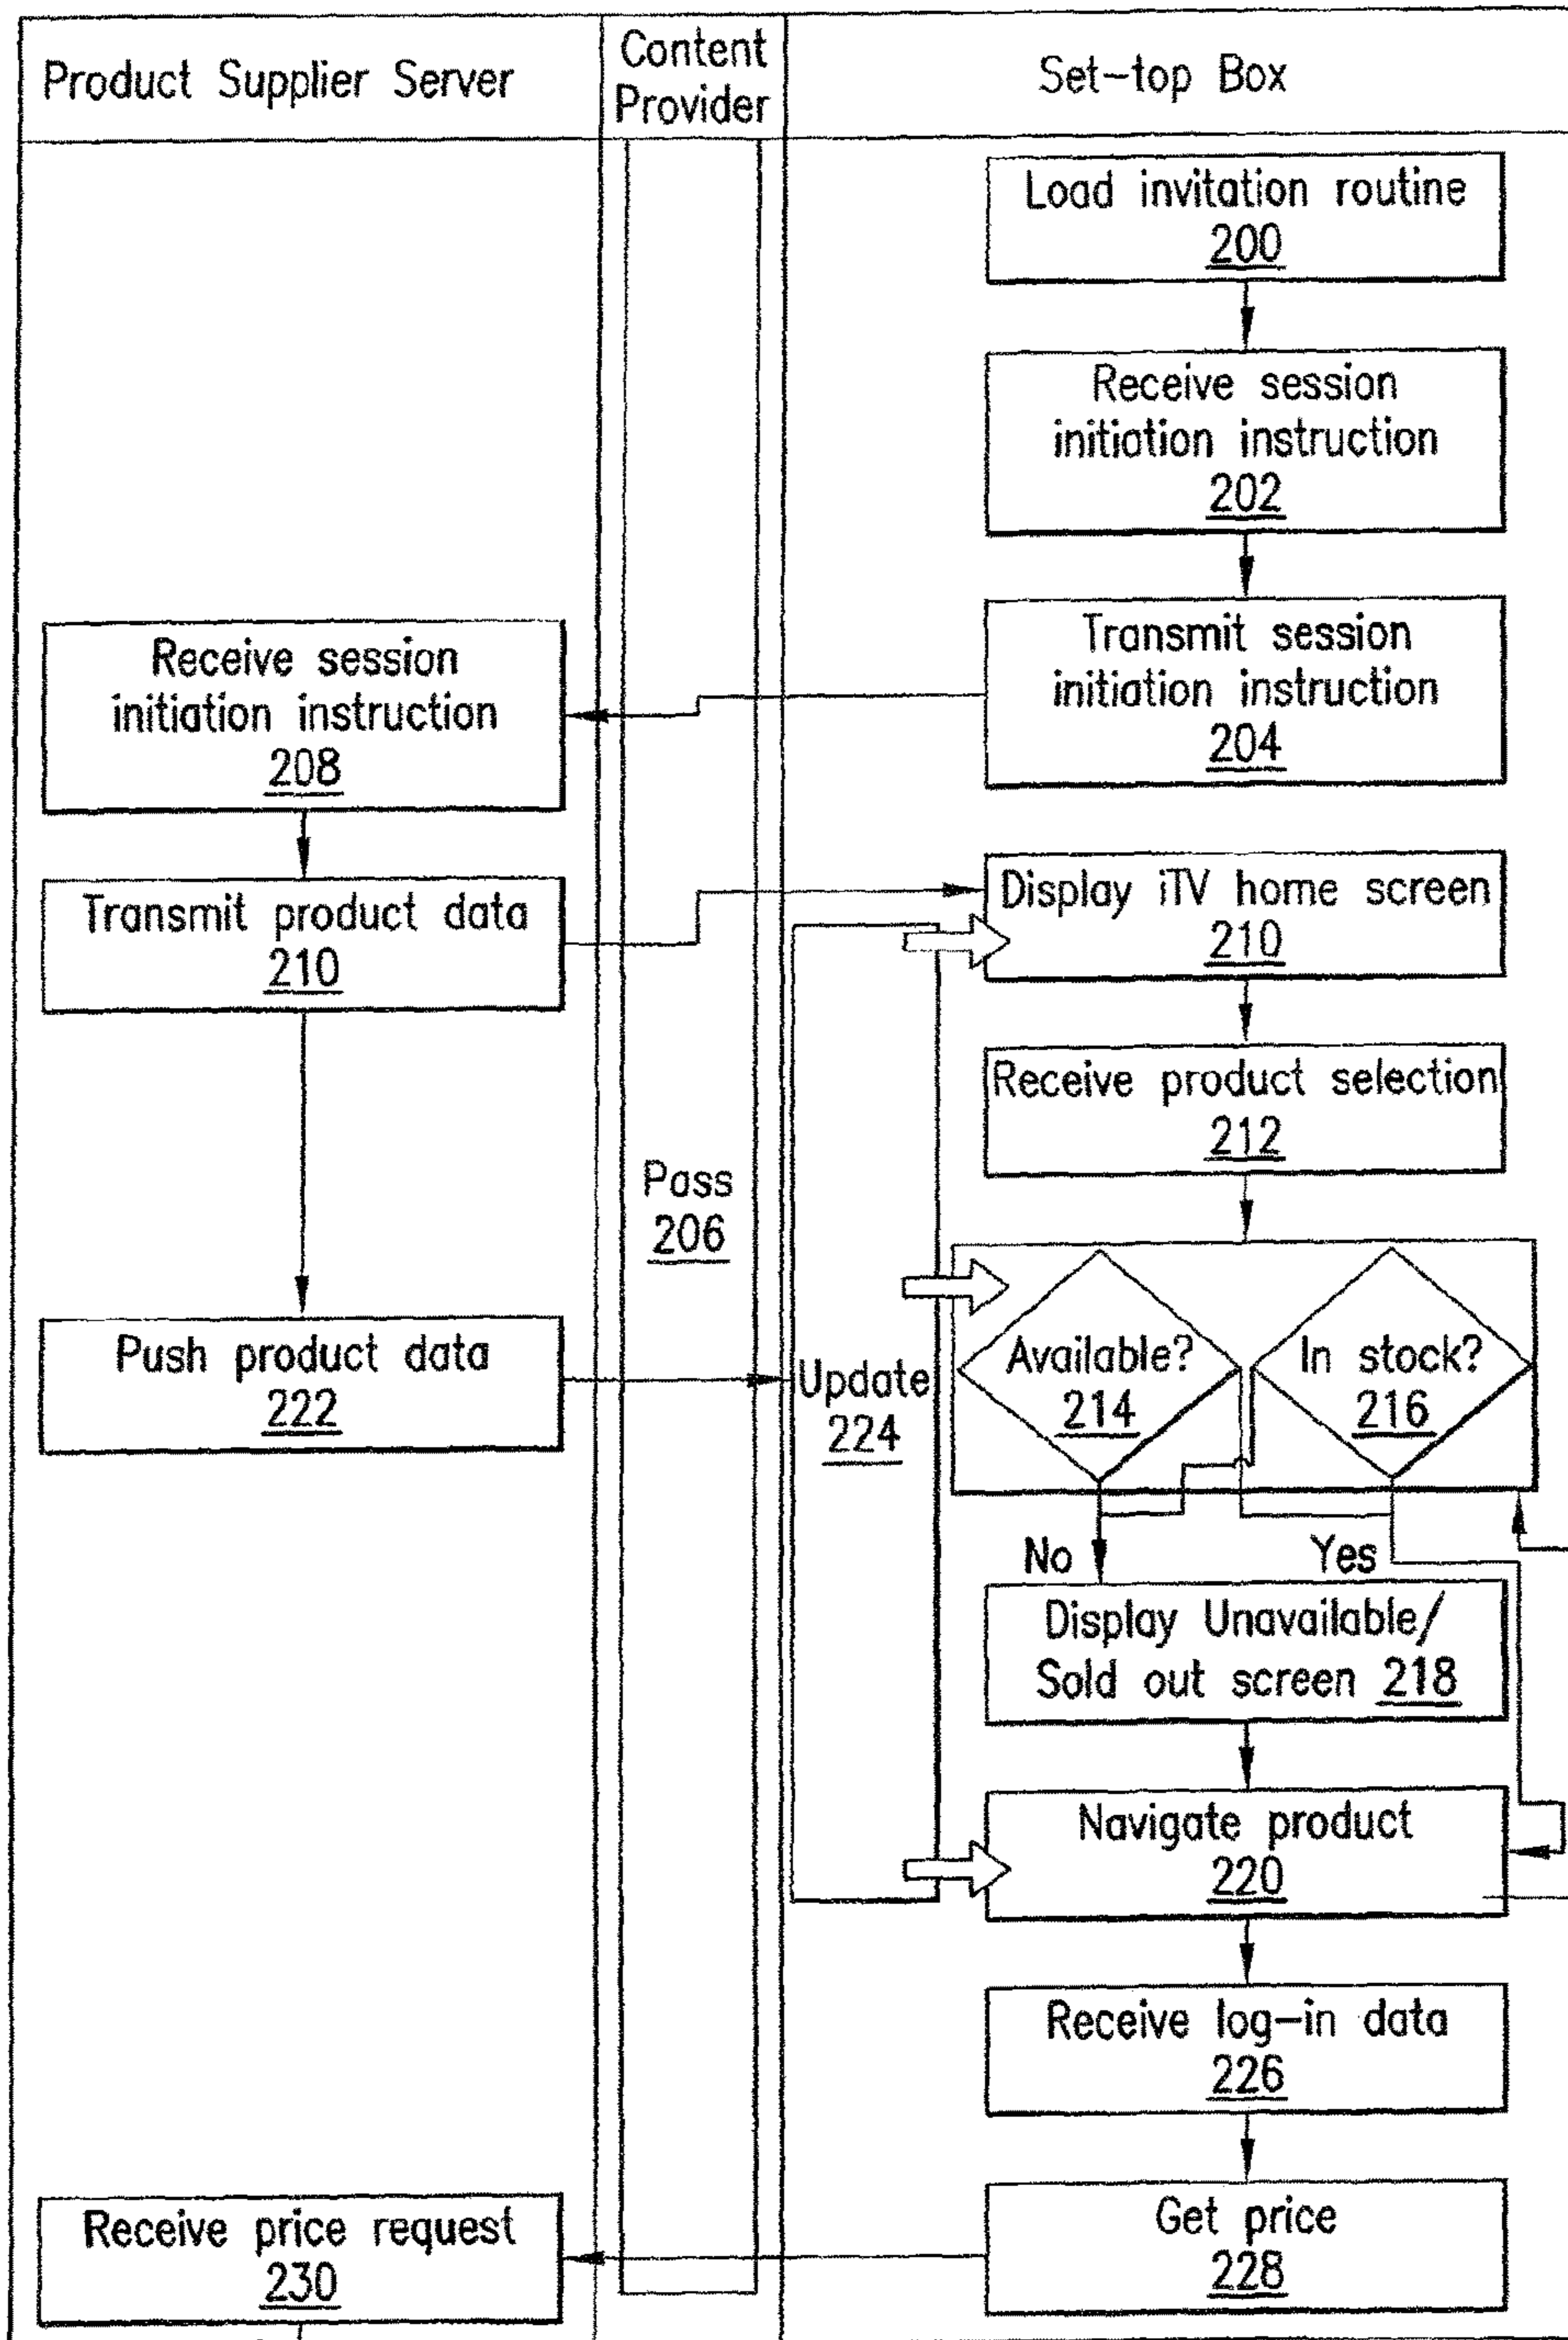 Product Supplier Server
Content
Provider
Set-top Box
Load invitation routine
200
Receive session
initiation instruction
202
Transmit session
initiation instruction
204
Receive session
initiation instruction
208
Transmit product data
210
Display iTV home screen
210
Receive product selection
212
Pass
206
Available?
214
In stock?
216
Push product data
222
Update
224
No
Yes
Display Unavailable/
Sold out screen 218
Navigate product
220
Receive log-in data
226
Get price
228
Receive price request
230